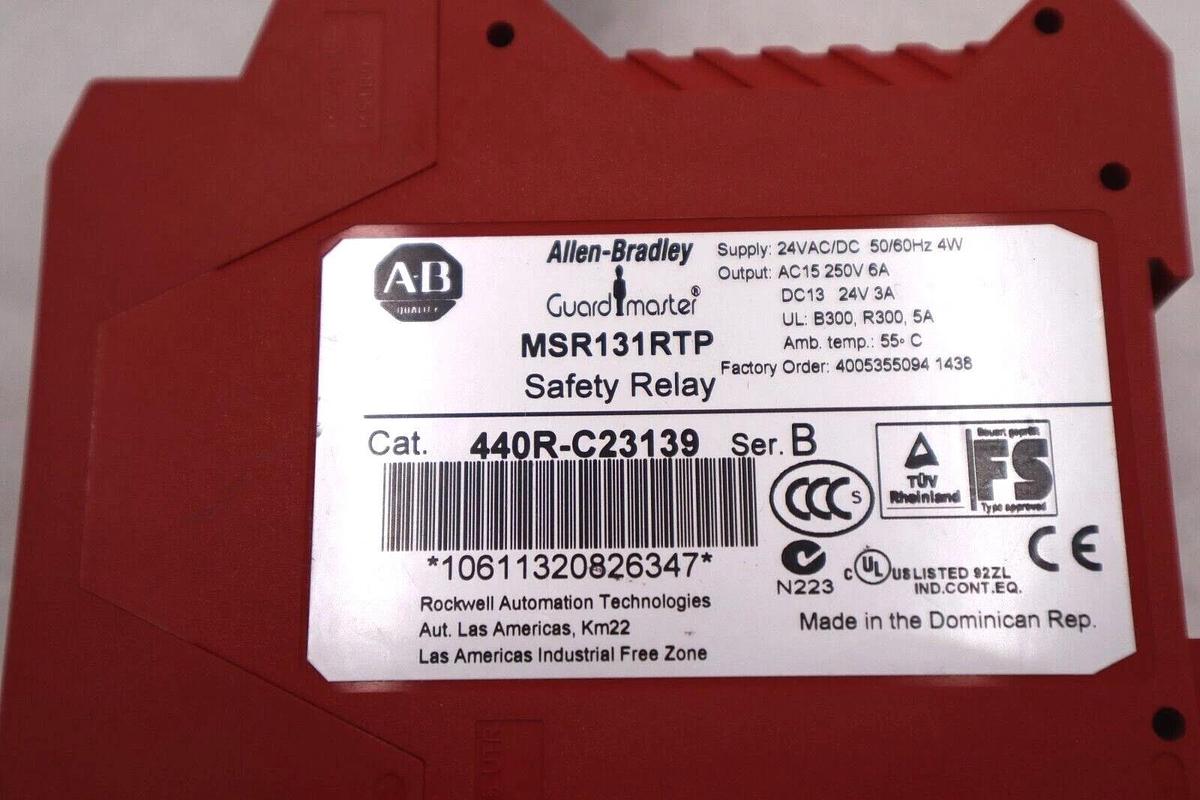 A-B
QUALITY
Allen-Bradley
Guardmaster®
MSR131RTP
Safety Relay
Supply: 24VAC/DC 50/60Hz 4W
Output: AC15 250V 6A
DC13 24V 3A
UL: B300, R300, 5A
Amb. temp.: 55° C
Factory Order: 4005355094 1438
Cat. 440R-C23139 Ser. B
*10611320826347*
Rockwell Automation Technologies
Aut. Las Americas, Km22
Las Americas Industrial Free Zone
CCC S
TÜV
Rheinland
Bauart geprüft
FS
Type approved
N223
C UL US LISTED 92ZL
IND.CONT.EQ.
CE
Made in the Dominican Rep.